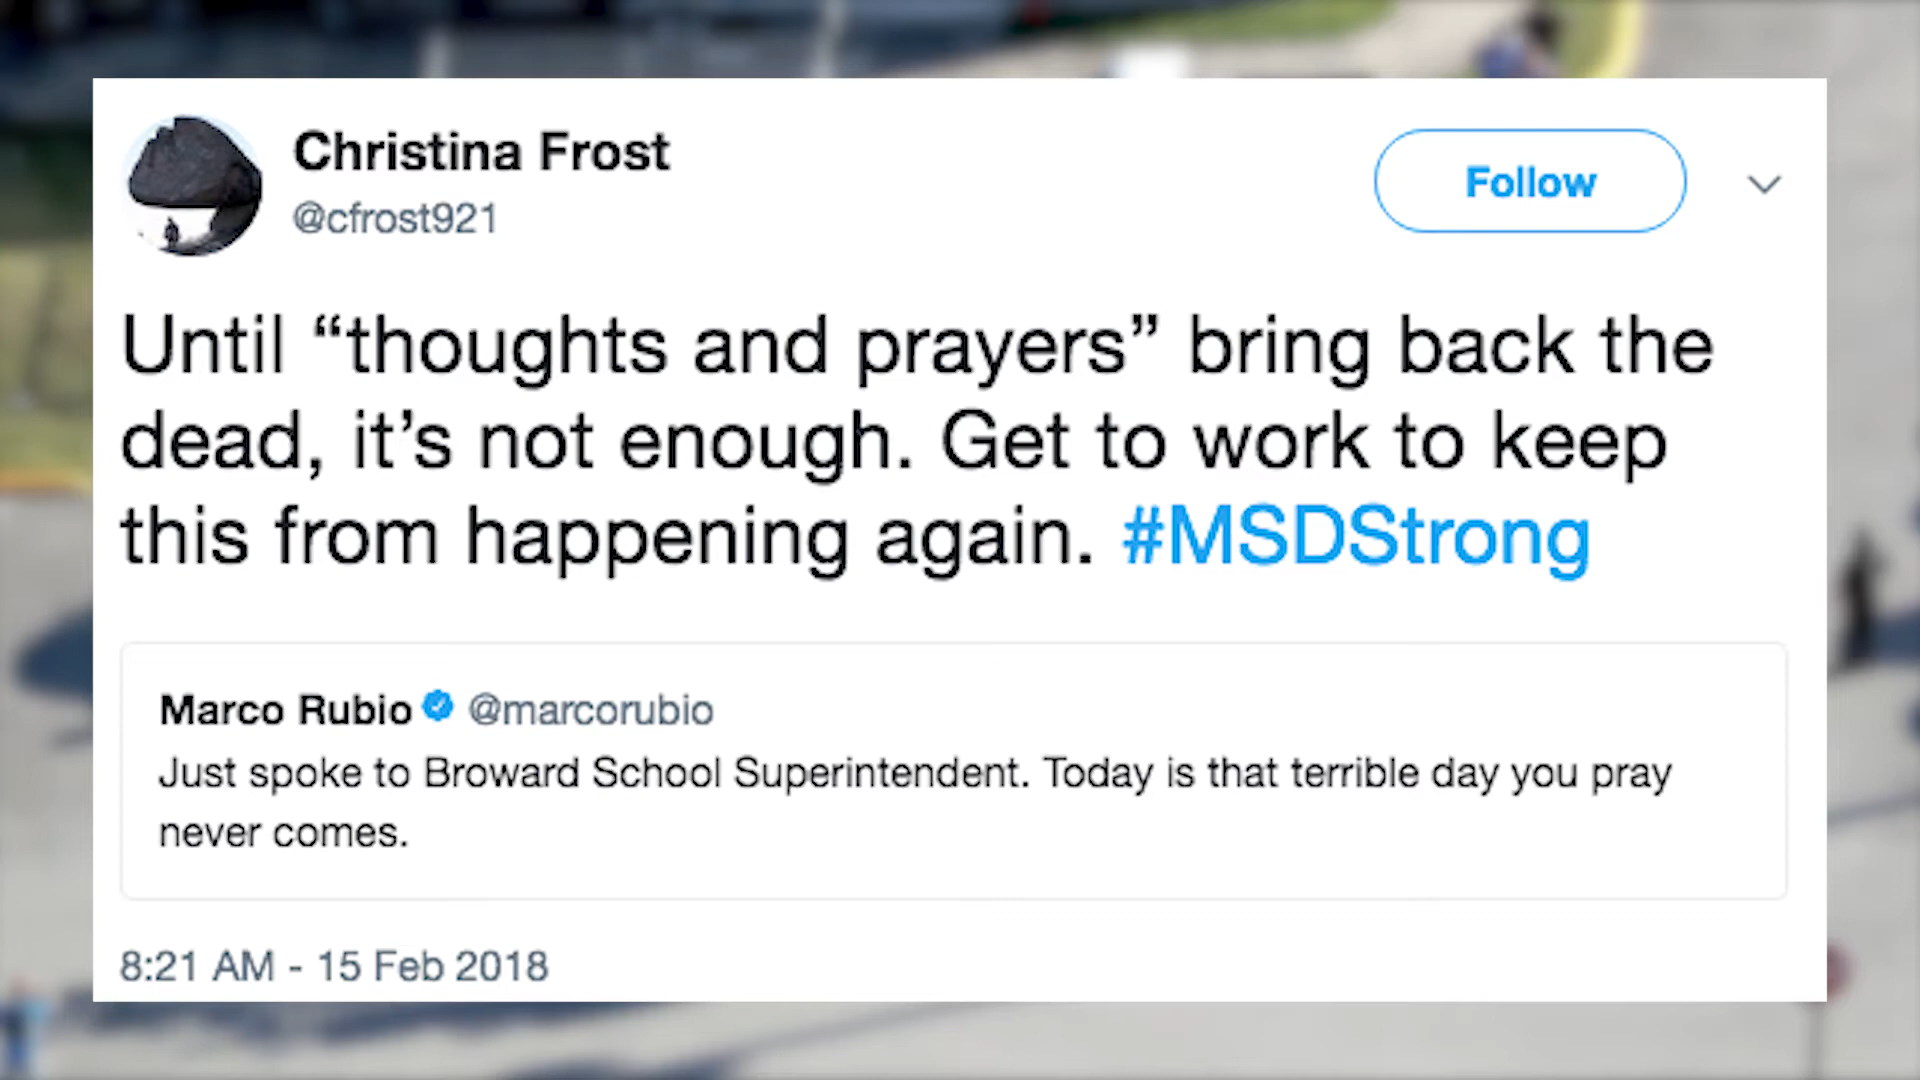 Christina Frost
@cfrost921
Follow
Until “thoughts and prayers” bring back the
dead, it’s not enough. Get to work to keep
this from happening again. #MSDStrong
Marco Rubio @marcorubio
Just spoke to Broward School Superintendent. Today is that terrible day you pray
never comes.
8:21 AM - 15 Feb 2018